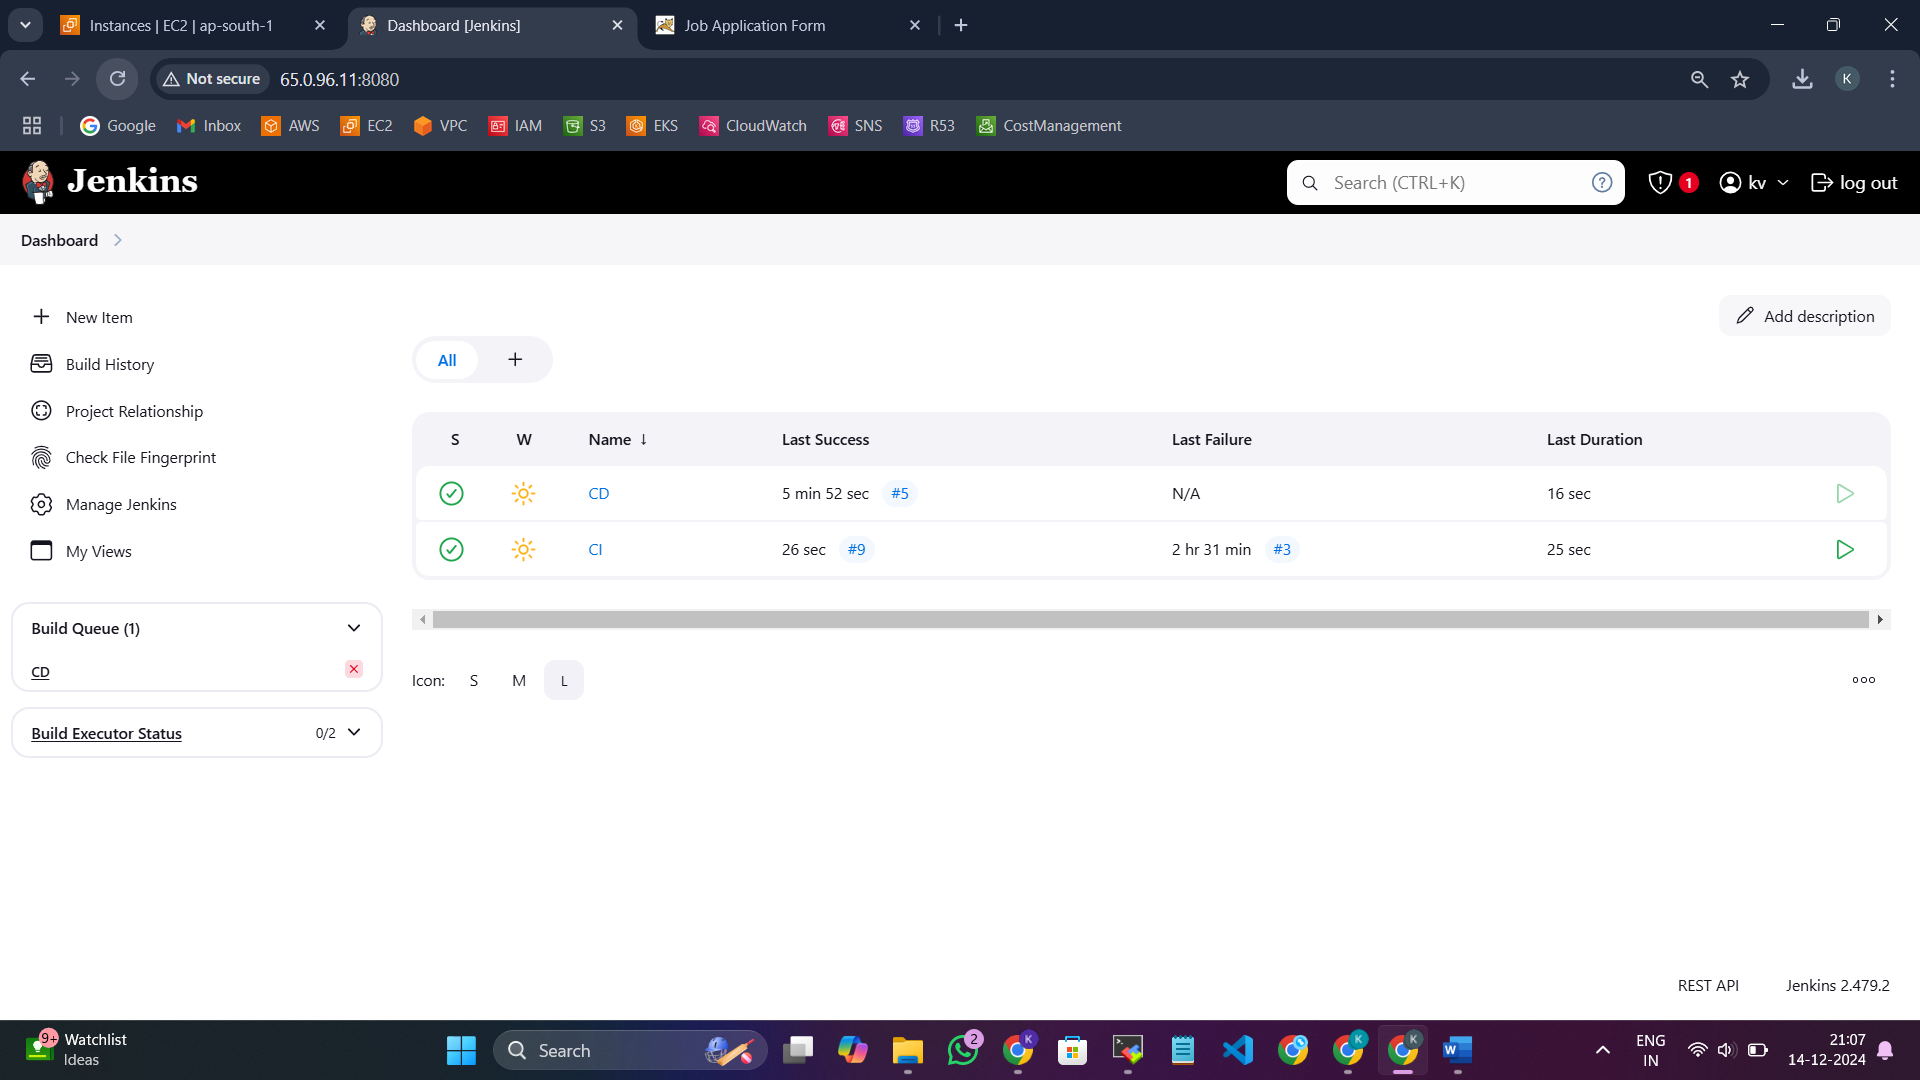 Instances | EC2 | ap-south-1
Dashboard [Jenkins]
Job Application Form
Not secure
65.0.96.11:8080
K
Google
Inbox
AWS
EC2
VPC
IAM
S3
EKS
CloudWatch
SNS
R53
CostManagement
Jenkins
Search (CTRL+K)
1
kv
log out
Dashboard
New Item
Build History
Project Relationship
Check File Fingerprint
Manage Jenkins
My Views
Build Queue (1)
CD
Build Executor Status
0/2
Add description
All
S W Name ↓ Last Success Last Failure Last Duration
CD 5 min 52 sec #5 N/A 16 sec
CI 26 sec #9 2 hr 31 min #3 25 sec
Icon: S M L
REST API
Jenkins 2.479.2
9+
Watchlist
Ideas
Search
2
K
K
K
W
ENG
IN
21:07
14-12-2024